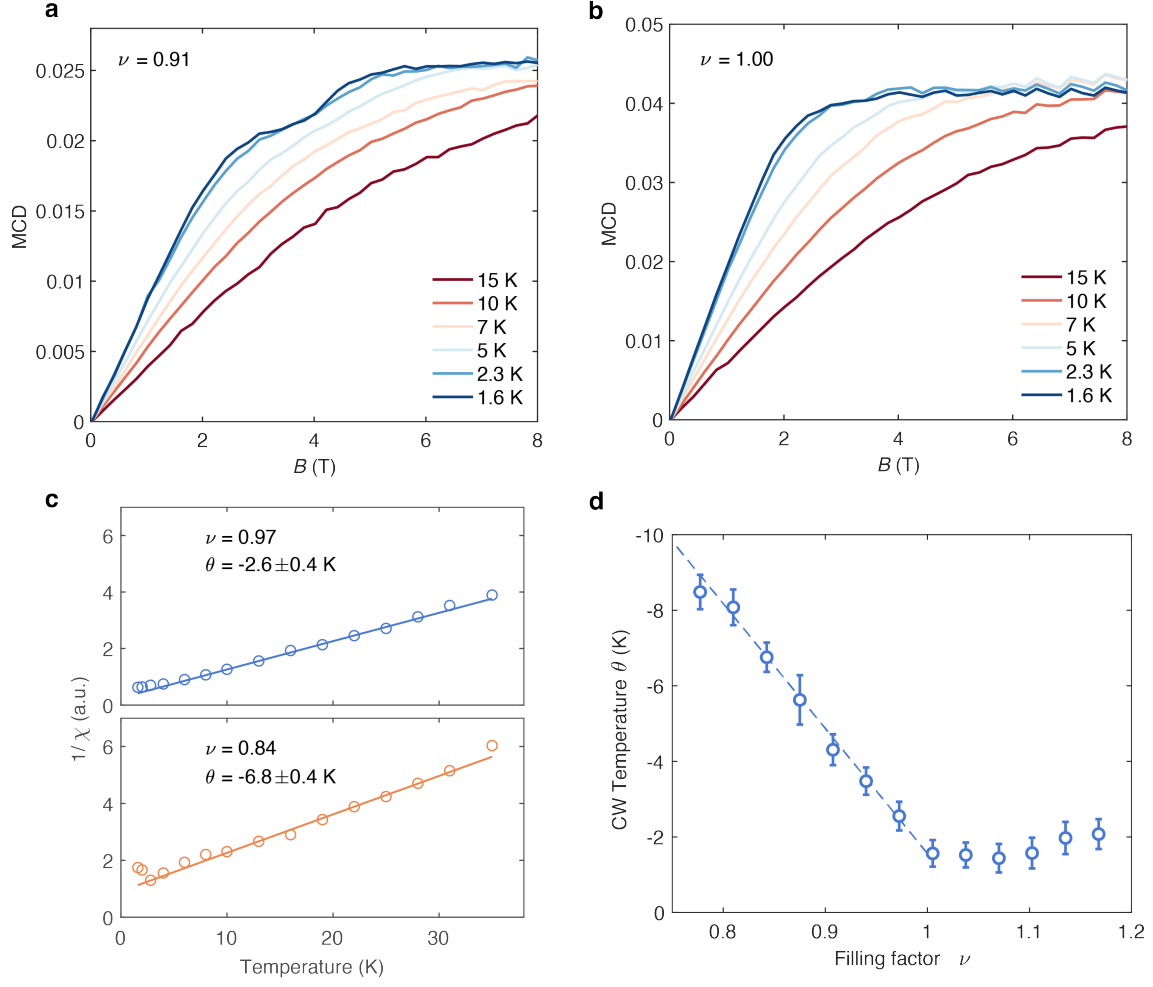 a
ν = 0.91
0.025
0.02
0.015
0.01
0.005
0
MCD
15 K
10 K
7 K
5 K
2.3 K
1.6 K
0 2 4 6 8
B (T)
b
ν = 1.00
0.05
0.04
0.03
0.02
0.01
0
MCD
15 K
10 K
7 K
5 K
2.3 K
1.6 K
0 2 4 6 8
B (T)
c
ν = 0.97
θ = -2.6±0.4 K
6
4
2
0
ν = 0.84
θ = -6.8±0.4 K
6
4
2
0
1/ χ (a.u.)
0 10 20 30
Temperature (K)
d
-10
-8
-6
-4
-2
0
CW Temperature θ (K)
0.8 0.9 1 1.1 1.2
Filling factor ν